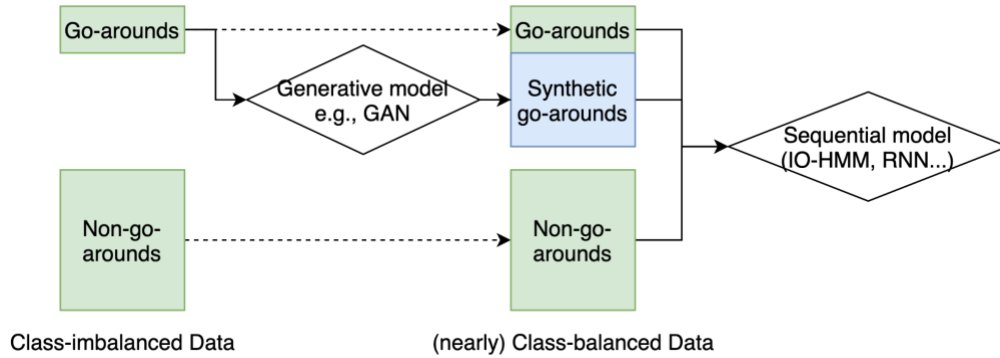 Go-arounds
Go-arounds
Generative model
e.g., GAN
Synthetic
go-arounds
Sequential model
(IO-HMM, RNN...)
Non-go-
arounds
Non-go-
arounds
Class-imbalanced Data
(nearly) Class-balanced Data